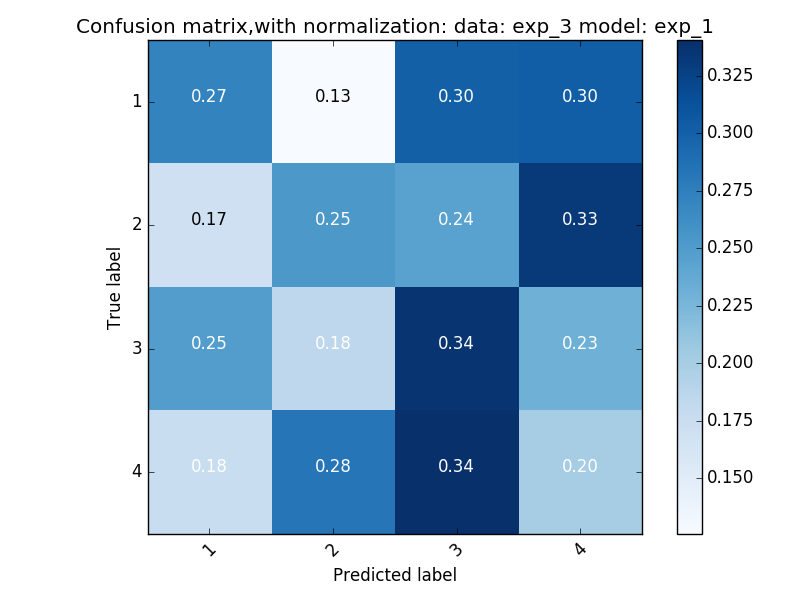 Confusion matrix,with normalization: data: exp_3 model: exp_1
True label
1 0.27 0.13 0.30 0.30
2 0.17 0.25 0.24 0.33
3 0.25 0.18 0.34 0.23
4 0.18 0.28 0.34 0.20
1 2 3 4
Predicted label
0.325
0.300
0.275
0.250
0.225
0.200
0.175
0.150